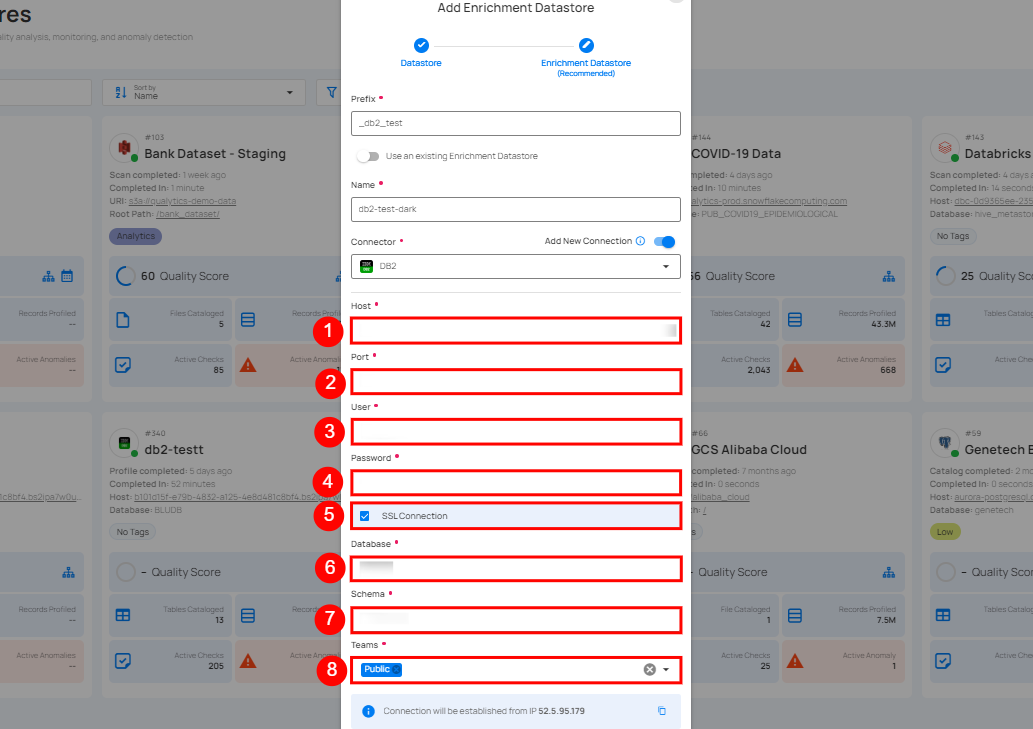 Add Enrichment Datastore
res
ality analysis, monitoring, and anomaly detection
Datastore
Enrichment Datastore
(Recommended)
Sort by
Name
Prefix *
_db2_test
Use an existing Enrichment Datastore
Name *
db2-test-dark
Connector *
Add New Connection
DB2
Host *
1
Port *
2
User *
3
Password *
4
5
SSL Connection
Database *
6
Schema *
7
Teams *
8
Public
Connection will be established from IP 52.5.95.179
#103
Bank Dataset - Staging
Scan completed: 1 week ago
Completed In: 1 minute
URI: s3a://qualytics-demo-data
Root Path: /bank_dataset/
Analytics
60 Quality Score
Files Cataloged
5
Records Profiled
Active Checks
85
Active Anomalies
Records Profiled
--
Active Anomalies
--
#144
COVID-19 Data
completed: 4 days ago
In: 10 minutes
alytics-prod.snowflakecomputing.com
e: PUB_COVID19_EPIDEMIOLOGICAL
66 Quality Score
Tables Cataloged
42
Records Profiled
43.3M
Active Checks
2,043
Active Anomalies
668
#143
Databricks
Scan completed: 4 days a
Completed In: 14 second
Host: dbc-0d9365ee-235
Database: hive_metasto
No Tags
25 Quality Score
Tables Catalog
Active Che
#340
db2-testt
Profile completed: 5 days ago
Completed In: 52 minutes
Host: b101d15f-e79b-4832-a125-4e8d481c8bf4.bs2ipa7w
Database: BLUDB
No Tags
– Quality Score
Tables Cataloged
13
Records
Active Checks
205
Active Anom
1c8bf4.bs2ipa7w0u...
Records Profiled
--
Active Anomalies
--
#66
GCS Alibaba Cloud
completed: 7 months ago
In: 0 seconds
/alibaba_cloud
: /
s
– Quality Score
File Cataloged
1
Records Profiled
7.5M
Active Checks
25
Active Anomaly
1
#59
Genetech E
Catalog completed: 2 mo
Completed In: 0 seconds
Host: aurora-postgresql.
Database: genetech
Low
– Quality Score
Tables Catalog
Active Che